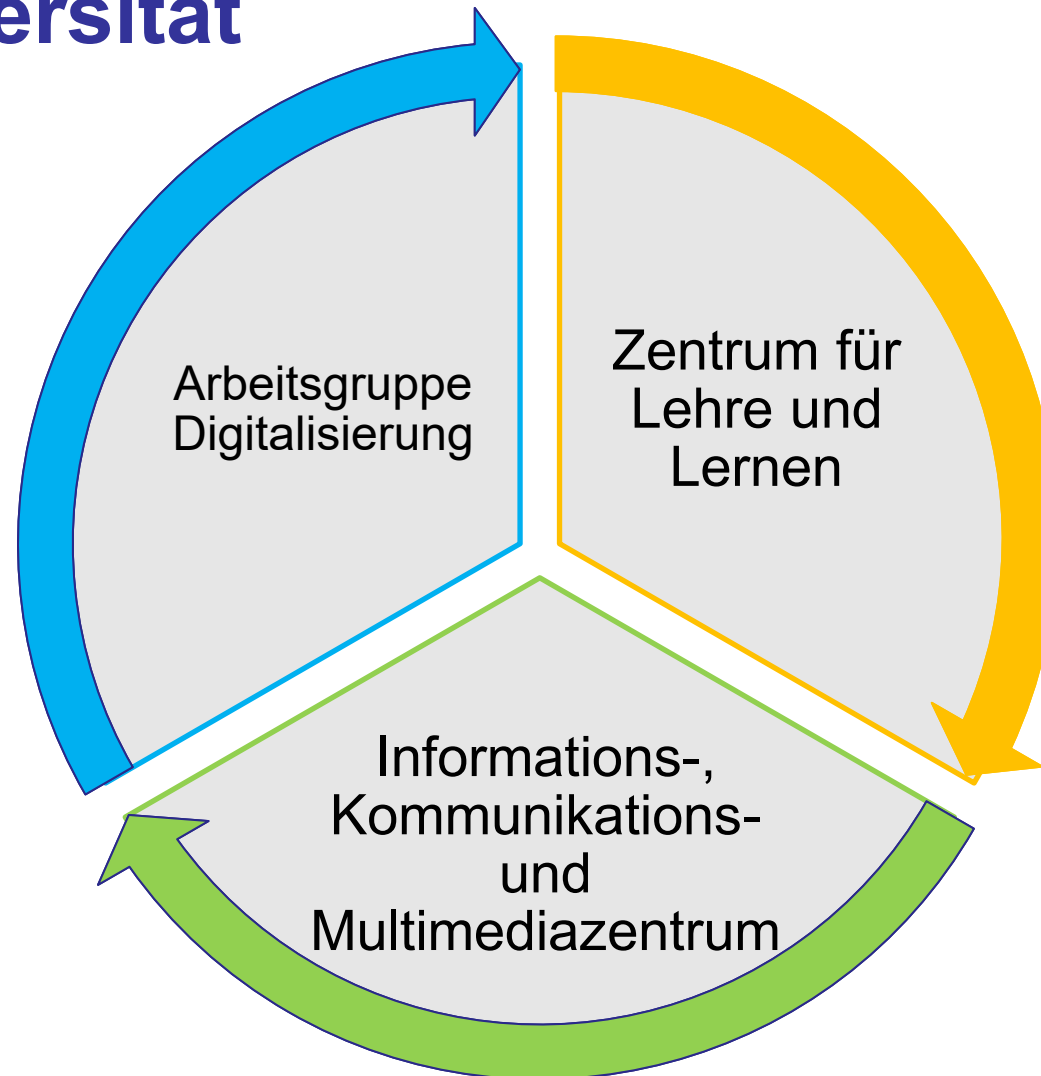 ersität
Arbeitsgruppe
Digitalisierung
Zentrum für
Lehre und
Lernen
Informations-,
Kommunikations-
und
Multimediazentrum